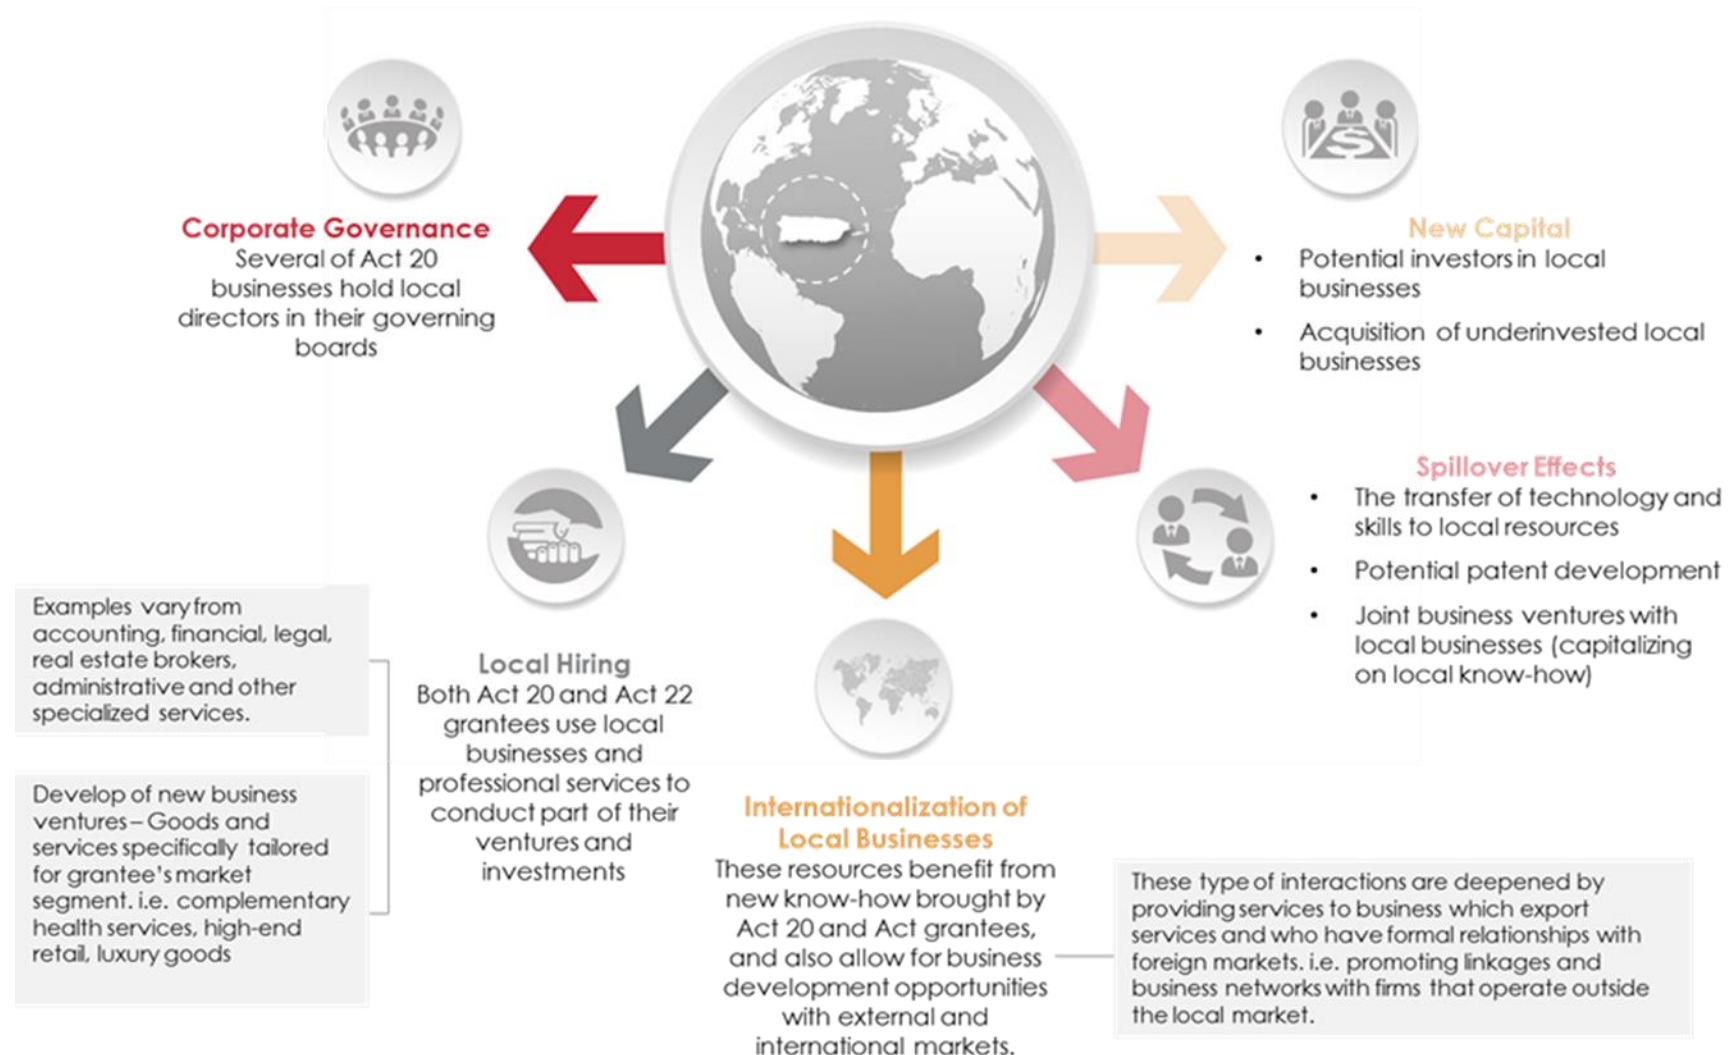 Corporate Governance
Several of Act 20
businesses hold local
directors in their governing
boards
New Capital
• Potential investors in local
businesses
• Acquisition of underinvested local
businesses
Spillover Effects
• The transfer of technology and
skills to local resources
• Potential patent development
• Joint business ventures with
local businesses (capitalizing
on local know-how)
Local Hiring
Both Act 20 and Act 22
grantees use local
businesses and
professional services to
conduct part of their
ventures and
investments
Examples vary from
accounting, financial, legal,
real estate brokers,
administrative and other
specialized services.
Develop of new business
ventures – Goods and
services specifically tailored
for grantee's market
segment. i.e. complementary
health services, high-end
retail, luxury goods
Internationalization of
Local Businesses
These resources benefit from
new know-how brought by
Act 20 and Act grantees,
and also allow for business
development opportunities
with external and
international markets.
These type of interactions are deepened by
providing services to business which export
services and who have formal relationships with
foreign markets. i.e. promoting linkages and
business networks with firms that operate outside
the local market.